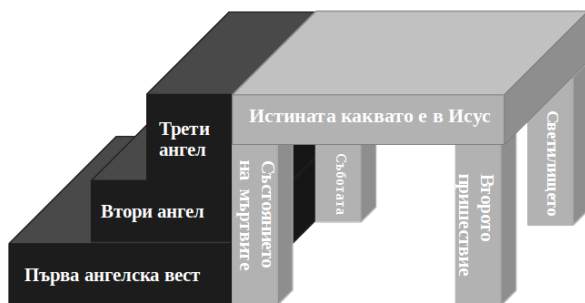 Трети
ангел
Втори ангел
Първа ангелска вест
Истината каквато е в Исус
Състоянието
на мъртвите
Съботата
Второто
пришествие
Светилището